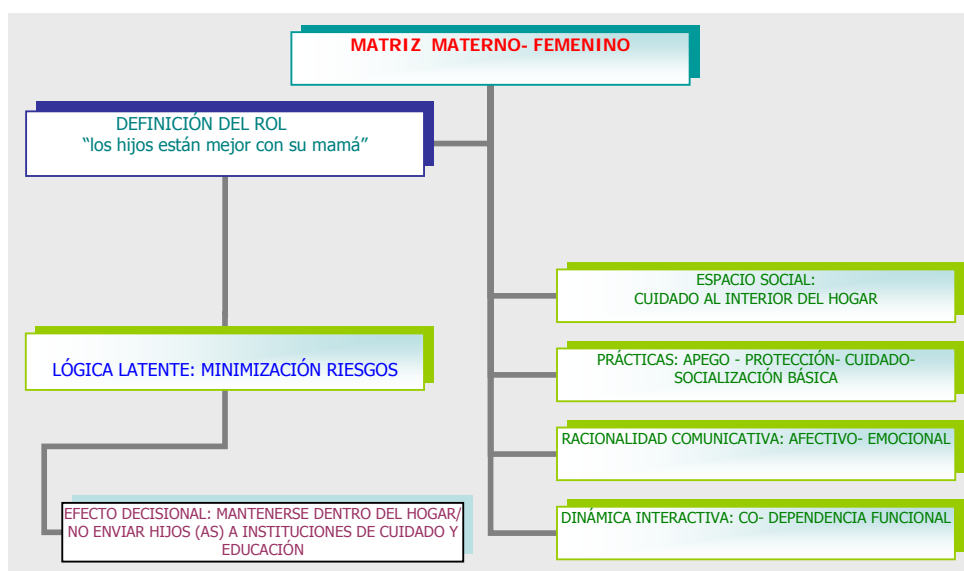 MATRIZ MATERNO- FEMENINO
DEFINICIÓN DEL ROL
“los hijos están mejor con su mamá”
ESPACIO SOCIAL:
CUIDADO AL INTERIOR DEL HOGAR
LÓGICA LATENTE: MINIMIZACIÓN RIESGOS
PRÁCTICAS: APEGO - PROTECCIÓN- CUIDADO-
SOCIALIZACIÓN BÁSICA
RACIONALIDAD COMUNICATIVA: AFECTIVO- EMOCIONAL
EFECTO DECISIONAL: MANTENERSE DENTRO DEL HOGAR/
NO ENVIAR HIJOS (AS) A INSTITUCIONES DE CUIDADO Y
EDUCACIÓN
DINÁMICA INTERACTIVA: CO- DEPENDENCIA FUNCIONAL